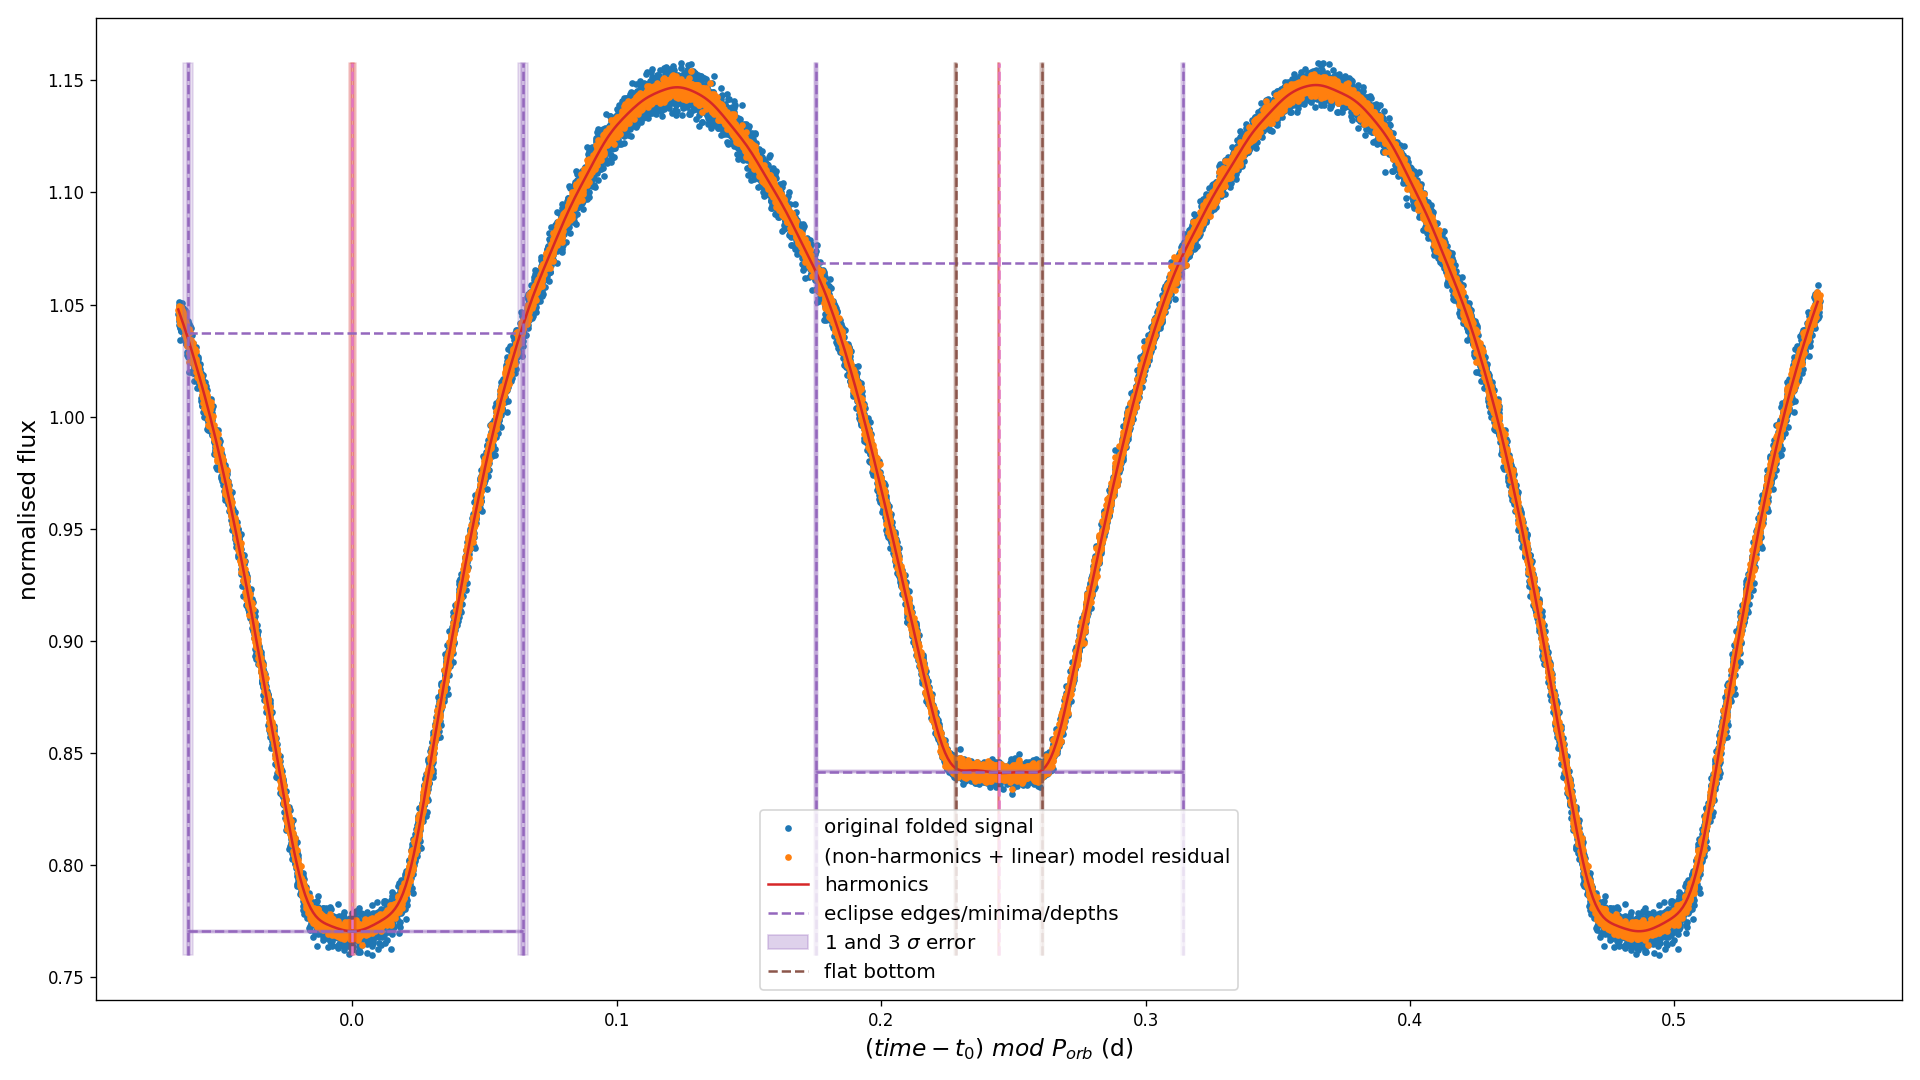 normalised flux
1.15
1.10
1.05
1.00
0.95
0.90
0.85
0.80
0.75
original folded signal
(non-harmonics + linear) model residual
harmonics
eclipse edges/minima/depths
1 and 3 σ error
flat bottom
0.0 0.1 0.2 0.3 0.4 0.5
(time − t₀) mod P_orb (d)